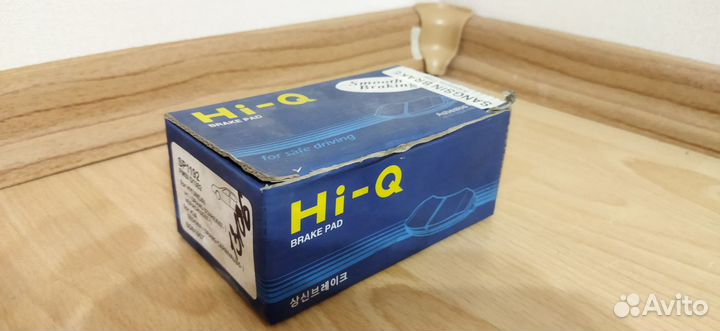 Smooth
Braking
SANGSIN BRAKE
Hi-Q
BRAKE PAD
for safe driving
SP1192
Hi-Q
BRAKE PAD
상신브레이크
Avito